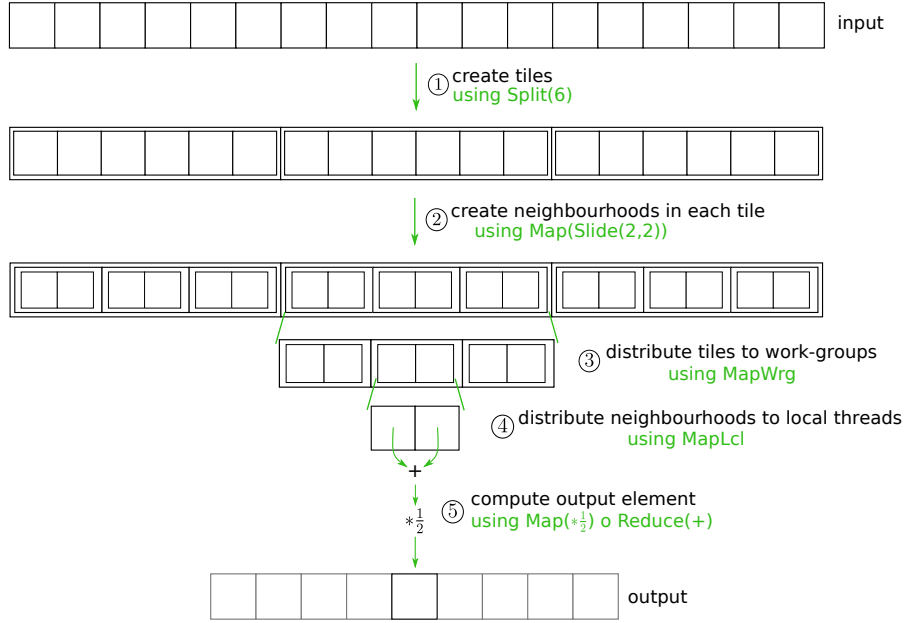 input
① create tiles
using Split(6)
② create neighbourhoods in each tile
using Map(Slide(2,2))
③ distribute tiles to work-groups
using MapWrg
④ distribute neighbourhoods to local threads
using MapLcl
+
⑤ compute output element
*½ using Map(*½) o Reduce(+)
output